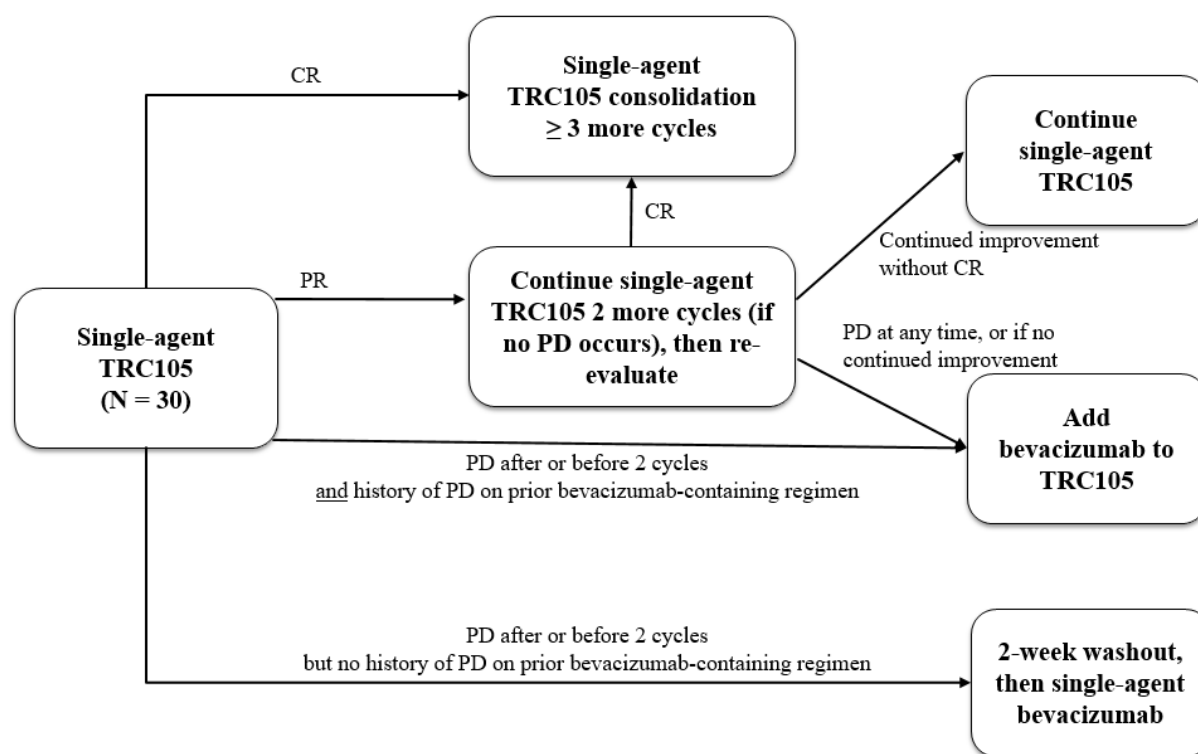 CR
Single-agent
TRC105 consolidation
≥ 3 more cycles
Continue
single-agent
TRC105
CR
Continued improvement
without CR
PR
Continue single-agent
TRC105 2 more cycles (if
no PD occurs), then re-
evaluate
Single-agent
TRC105
(N = 30)
PD at any time, or if no
continued improvement
Add
bevacizumab to
TRC105
PD after or before 2 cycles
and history of PD on prior bevacizumab-containing regimen
PD after or before 2 cycles
but no history of PD on prior bevacizumab-containing regimen
2-week washout,
then single-agent
bevacizumab